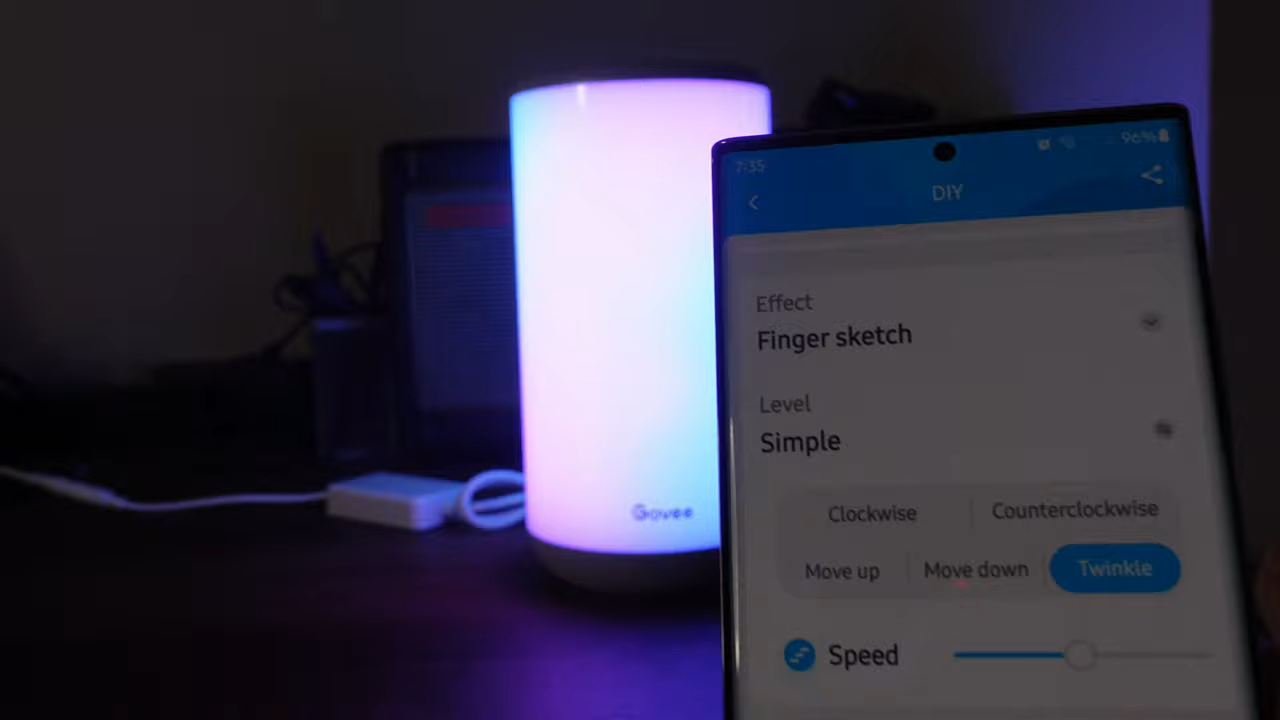 7:35
96%
DIY
Effect
Finger sketch
Level
Simple
Clockwise
Counterclockwise
Move up
Move down
Twinkle
Speed
Govee